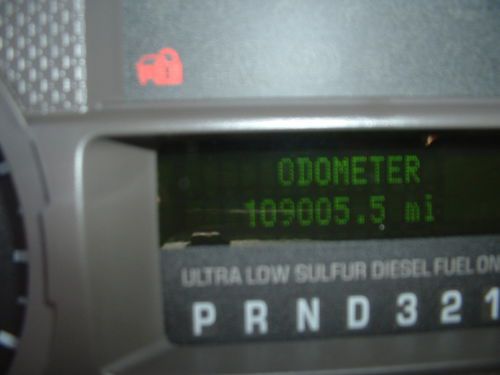 ODOMETER
109005.5 mi
ULTRA LOW SULFUR DIESEL FUEL ON
P R N D 3 2 1